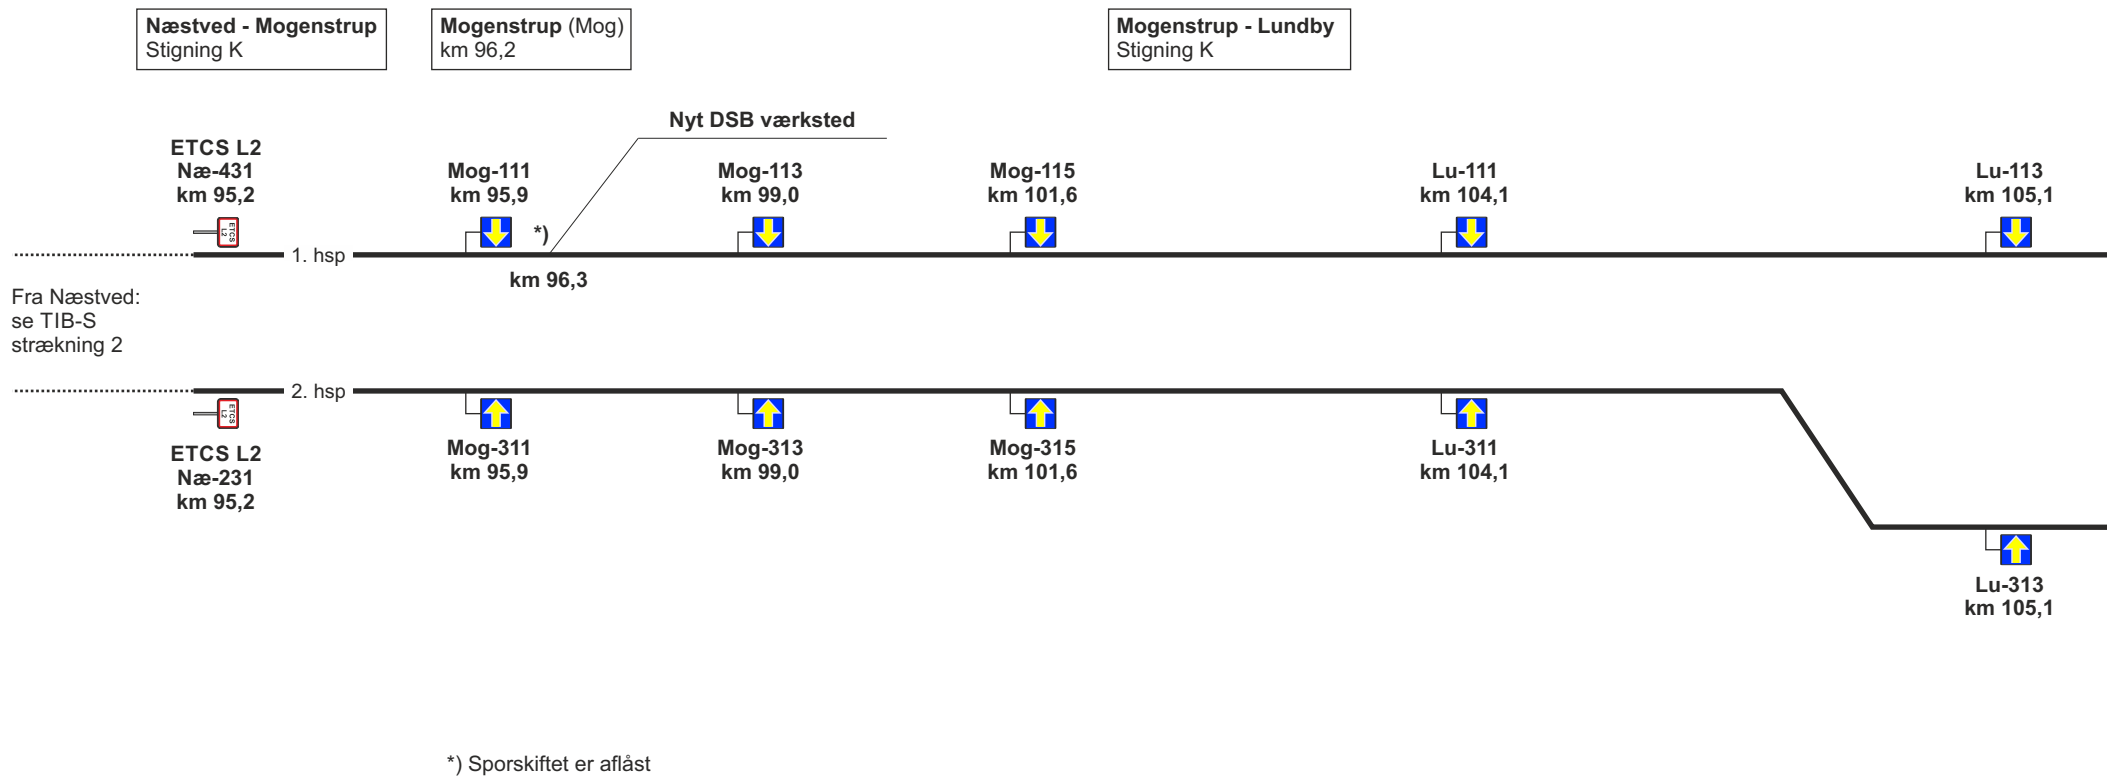 Næstved - Mogenstrup
Stigning K
Mogenstrup (Mog)
km 96,2
Mogenstrup - Lundby
Stigning K
Nyt DSB værksted
ETCS L2
Næ-431
km 95,2
Mog-111
km 95,9
Mog-113
km 99,0
Mog-115
km 101,6
Lu-111
km 104,1
Lu-113
km 105,1
ETCS
L2
*)
1. hsp
km 96,3
Fra Næstved:
se TIB-S
strækning 2
2. hsp
ETCS
L2
ETCS L2
Næ-231
km 95,2
Mog-311
km 95,9
Mog-313
km 99,0
Mog-315
km 101,6
Lu-311
km 104,1
Lu-313
km 105,1
*) Sporskiftet er aflåst